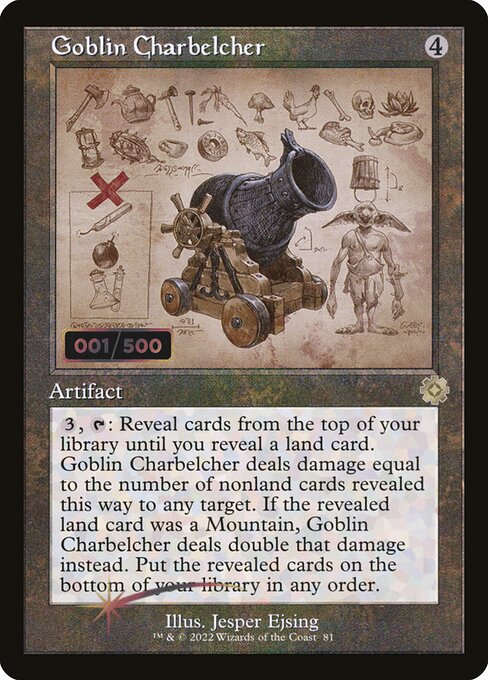 Goblin Charbelcher 4
001/500
Artifact
3, T: Reveal cards from the top of your
library until you reveal a land card.
Goblin Charbelcher deals damage equal
to the number of nonland cards revealed
this way to any target. If the revealed
land card was a Mountain, Goblin
Charbelcher deals double that damage
instead. Put the revealed cards on the
bottom of your library in any order.
Illus. Jesper Ejsing
™ & © 2022 Wizards of the Coast 81